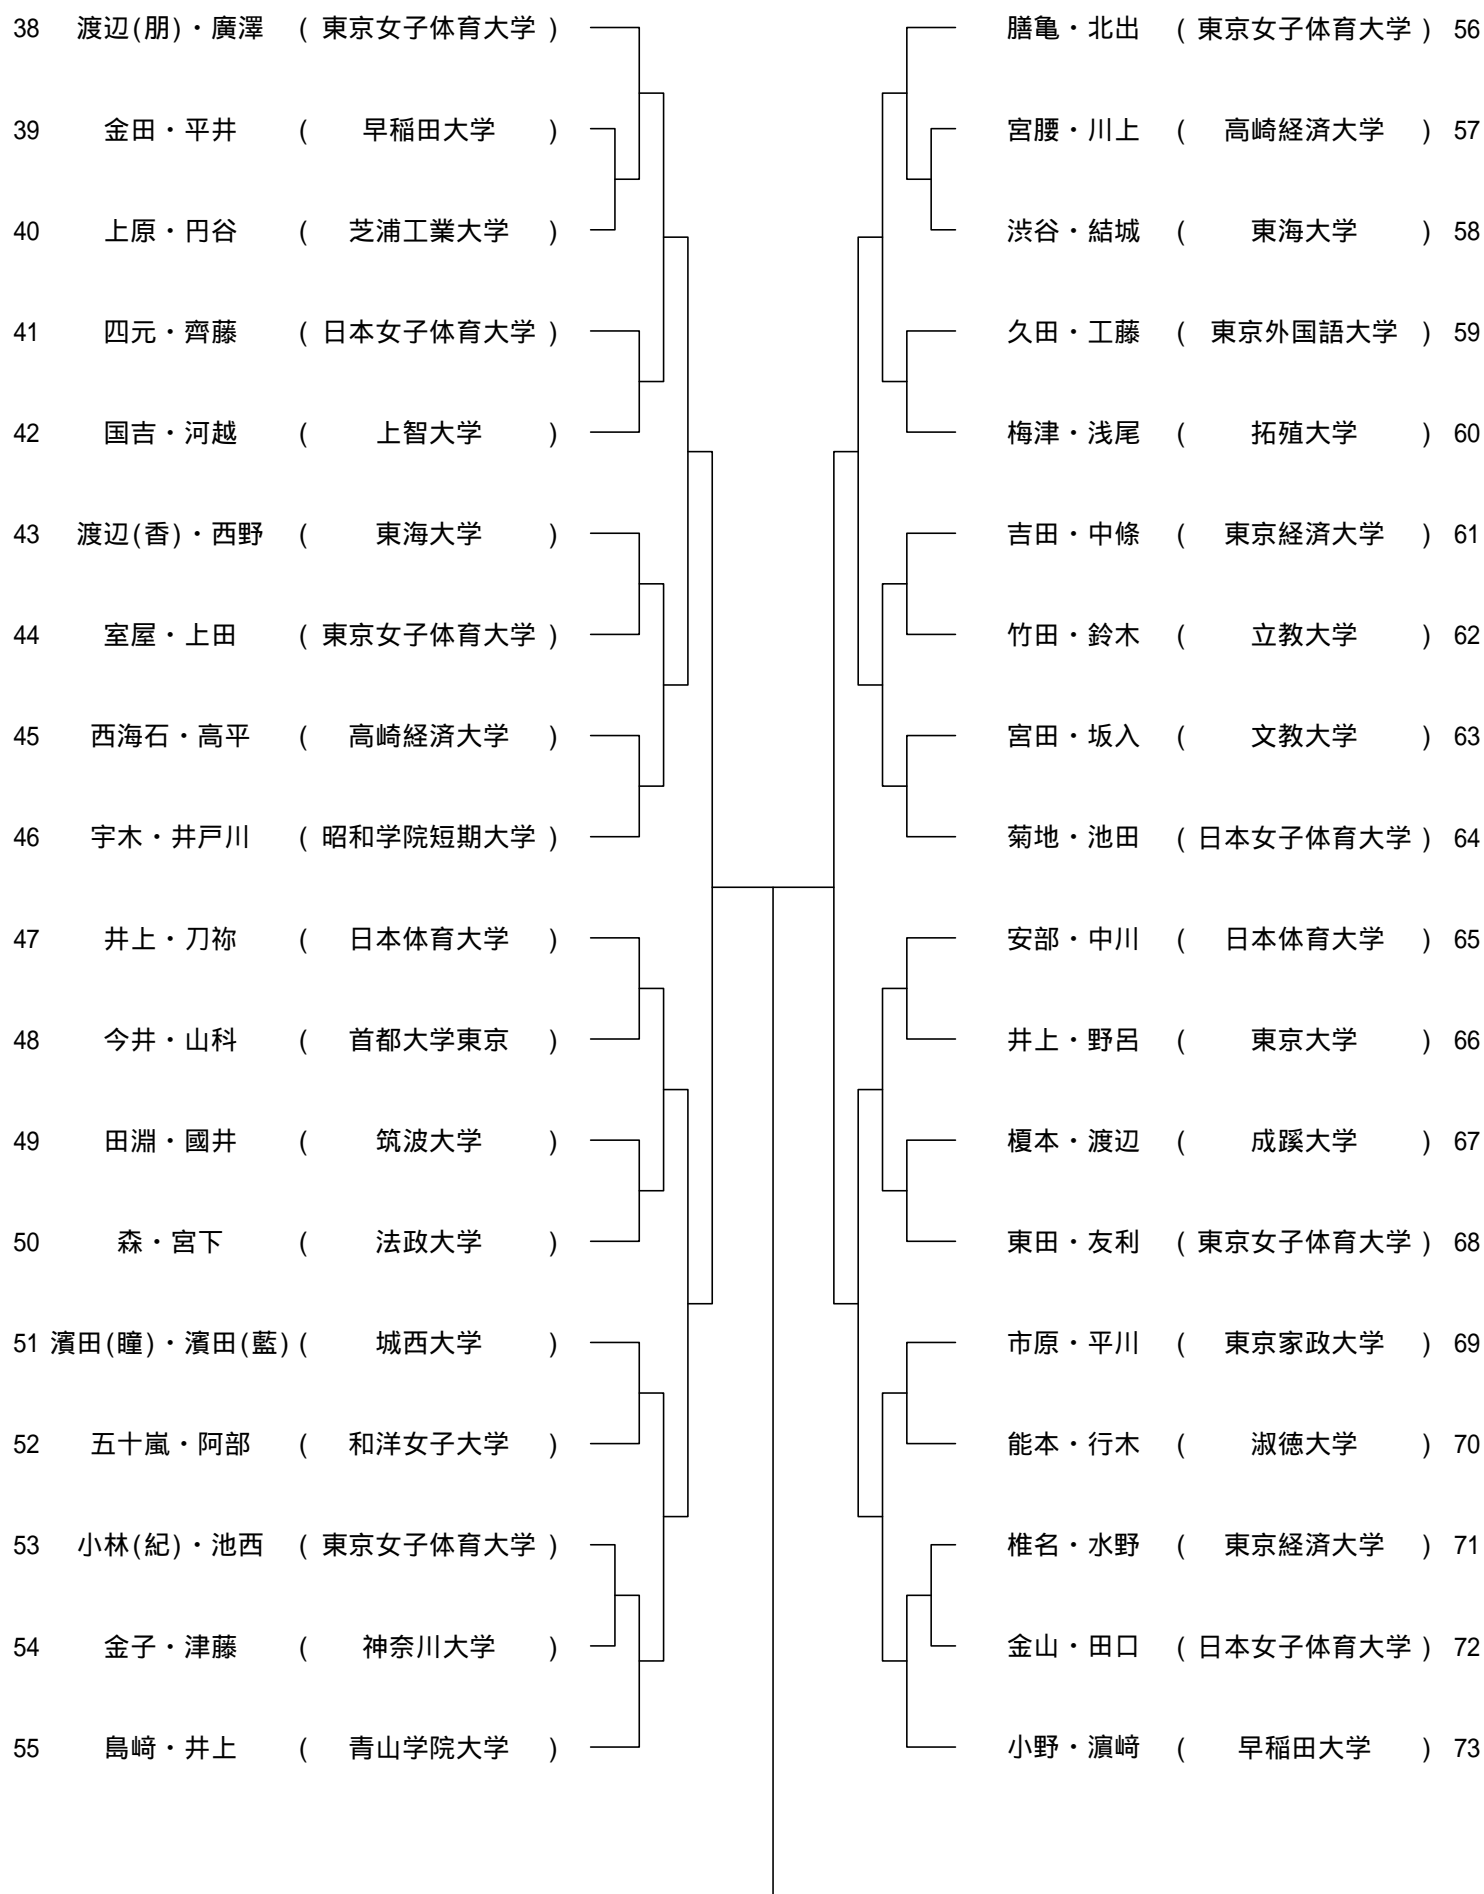 38 渡辺(朋)・廣澤 ( 東京女子体育大学 )
39 金田・平井 ( 早稲田大学 )
40 上原・円谷 ( 芝浦工業大学 )
41 四元・齊藤 ( 日本女子体育大学 )
42 国吉・河越 ( 上智大学 )
43 渡辺(香)・西野 ( 東海大学 )
44 室屋・上田 ( 東京女子体育大学 )
45 西海石・高平 ( 高崎経済大学 )
46 宇木・井戸川 ( 昭和学院短期大学 )
47 井上・刀祢 ( 日本体育大学 )
48 今井・山科 ( 首都大学東京 )
49 田淵・國井 ( 筑波大学 )
50 森・宮下 ( 法政大学 )
51 濱田(瞳)・濱田(藍) ( 城西大学 )
52 五十嵐・阿部 ( 和洋女子大学 )
53 小林(紀)・池西 ( 東京女子体育大学 )
54 金子・津藤 ( 神奈川大学 )
55 島﨑・井上 ( 青山学院大学 )
膳亀・北出 ( 東京女子体育大学 ) 56
宮腰・川上 ( 高崎経済大学 ) 57
渋谷・結城 ( 東海大学 ) 58
久田・工藤 ( 東京外国語大学 ) 59
梅津・浅尾 ( 拓殖大学 ) 60
吉田・中條 ( 東京経済大学 ) 61
竹田・鈴木 ( 立教大学 ) 62
宮田・坂入 ( 文教大学 ) 63
菊地・池田 ( 日本女子体育大学 ) 64
安部・中川 ( 日本体育大学 ) 65
井上・野呂 ( 東京大学 ) 66
榎本・渡辺 ( 成蹊大学 ) 67
東田・友利 ( 東京女子体育大学 ) 68
市原・平川 ( 東京家政大学 ) 69
能本・行木 ( 淑徳大学 ) 70
椎名・水野 ( 東京経済大学 ) 71
金山・田口 ( 日本女子体育大学 ) 72
小野・濵﨑 ( 早稲田大学 ) 73